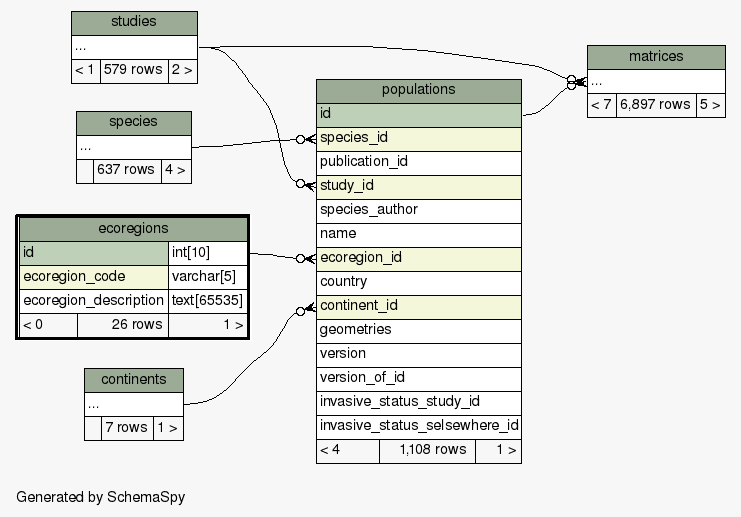 studies
...
< 1 579 rows 2 >
species
...
637 rows 4 >
ecoregions
id int[10]
ecoregion_code varchar[5]
ecoregion_description text[65535]
< 0 26 rows 1 >
continents
...
7 rows 1 >
populations
id
species_id
publication_id
study_id
species_author
name
ecoregion_id
country
continent_id
geometries
version
version_of_id
invasive_status_study_id
invasive_status_selsewhere_id
< 4 1,108 rows 1 >
matrices
...
< 7 6,897 rows 5 >
Generated by SchemaSpy